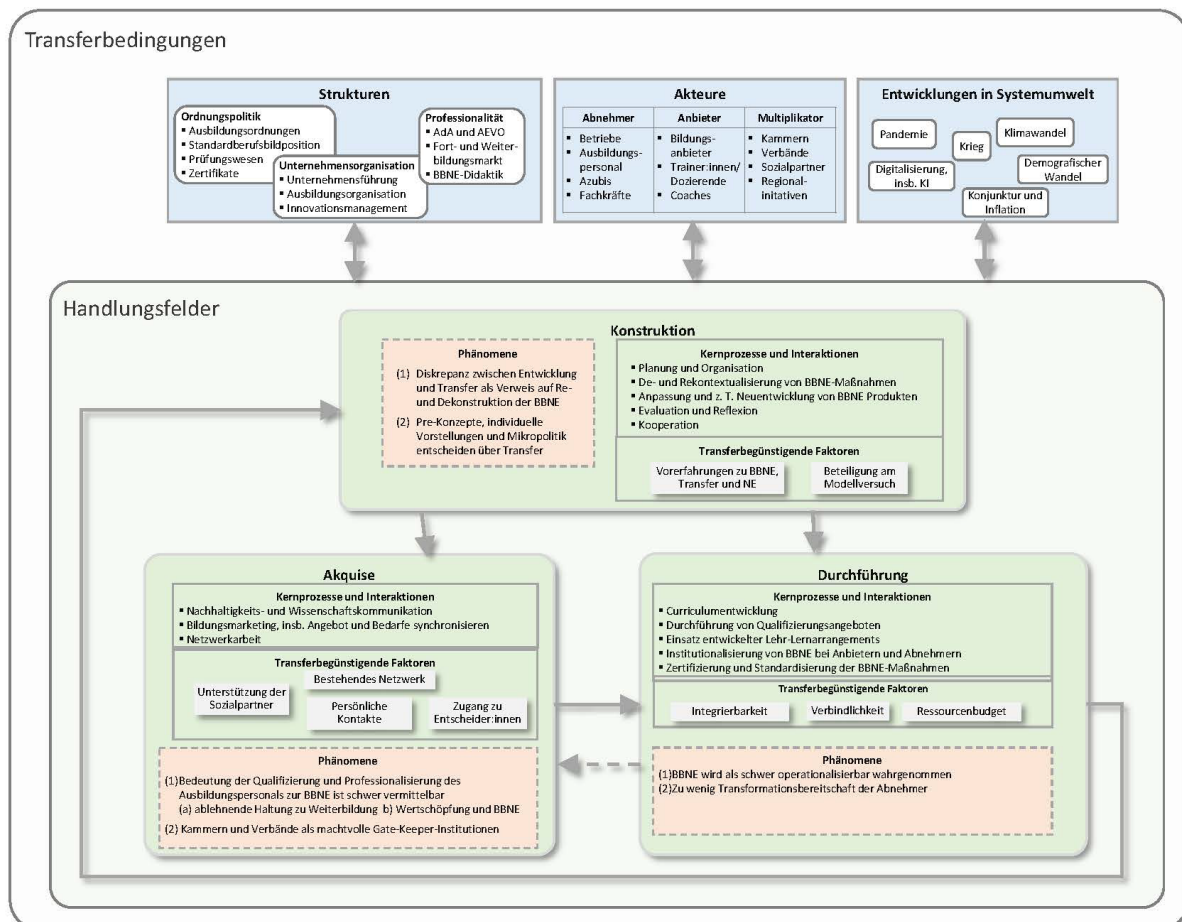 Transferbedingungen
Strukturen
Ordnungspolitik
▪ Ausbildungsordnungen
▪ Standardberufsbildposition
▪ Prüfungswesen
▪ Zertifikate
Unternehmensorganisation
▪ Unternehmensführung
▪ Ausbildungsorganisation
▪ Innovationsmanagement
Professionalität
▪ AdA und AEVO
▪ Fort- und Weiter-
bildungsmarkt
▪ BBNE-Didaktik
Akteure
Abnehmer
▪ Betriebe
▪ Ausbildungs-
personal
▪ Azubis
▪ Fachkräfte
Anbieter
▪ Bildungs-
anbieter
▪ Trainer:innen/
Dozierende
▪ Coaches
Multiplikator
▪ Kammern
▪ Verbände
▪ Sozialpartner
▪ Regional-
initativen
Entwicklungen in Systemumwelt
Pandemie
Krieg
Klimawandel
Digitalisierung,
insb. KI
Demografischer
Wandel
Konjunktur und
Inflation
Handlungsfelder
Konstruktion
Phänomene
(1) Diskrepanz zwischen Entwicklung
und Transfer als Verweis auf Re-
und Dekonstruktion der BBNE
(2) Pre-Konzepte, individuelle
Vorstellungen und Mikropolitik
entscheiden über Transfer
Kernprozesse und Interaktionen
▪ Planung und Organisation
▪ De- und Rekontextualisierung von BBNE-Maßnahmen
▪ Anpassung und z. T. Neuentwicklung von BBNE Produkten
▪ Evaluation und Reflexion
▪ Kooperation
Transferbegünstigende Faktoren
Vorerfahrungen zu BBNE,
Transfer und NE
Beteiligung am
Modellversuch
Akquise
Kernprozesse und Interaktionen
▪ Nachhaltigkeits- und Wissenschaftskommunikation
▪ Bildungsmarketing, insb. Angebot und Bedarfe synchronisieren
▪ Netzwerkarbeit
Transferbegünstigende Faktoren
Bestehendes Netzwerk
Unterstützung der
Sozialpartner
Persönliche
Kontakte
Zugang zu
Entscheider:innen
Phänomene
(1)Bedeutung der Qualifizierung und Professionalisierung des
Ausbildungspersonals zur BBNE ist schwer vermittelbar
(a) ablehnende Haltung zu Weiterbildung b) Wertschöpfung und BBNE
(2) Kammern und Verbände als machtvolle Gate-Keeper-Institutionen
Durchführung
Kernprozesse und Interaktionen
▪ Curriculumentwicklung
▪ Durchführung von Qualifizierungsangeboten
▪ Einsatz entwickelter Lehr-Lernarrangements
▪ Institutionalisierung von BBNE bei Anbietern und Abnehmern
▪ Zertifizierung und Standardisierung der BBNE-Maßnahmen
Transferbegünstigende Faktoren
Integrierbarkeit
Verbindlichkeit
Ressourcenbudget
Phänomene
(1)BBNE wird als schwer operationalisierbar wahrgenommen
(2)Zu wenig Transformationsbereitschaft der Abnehmer